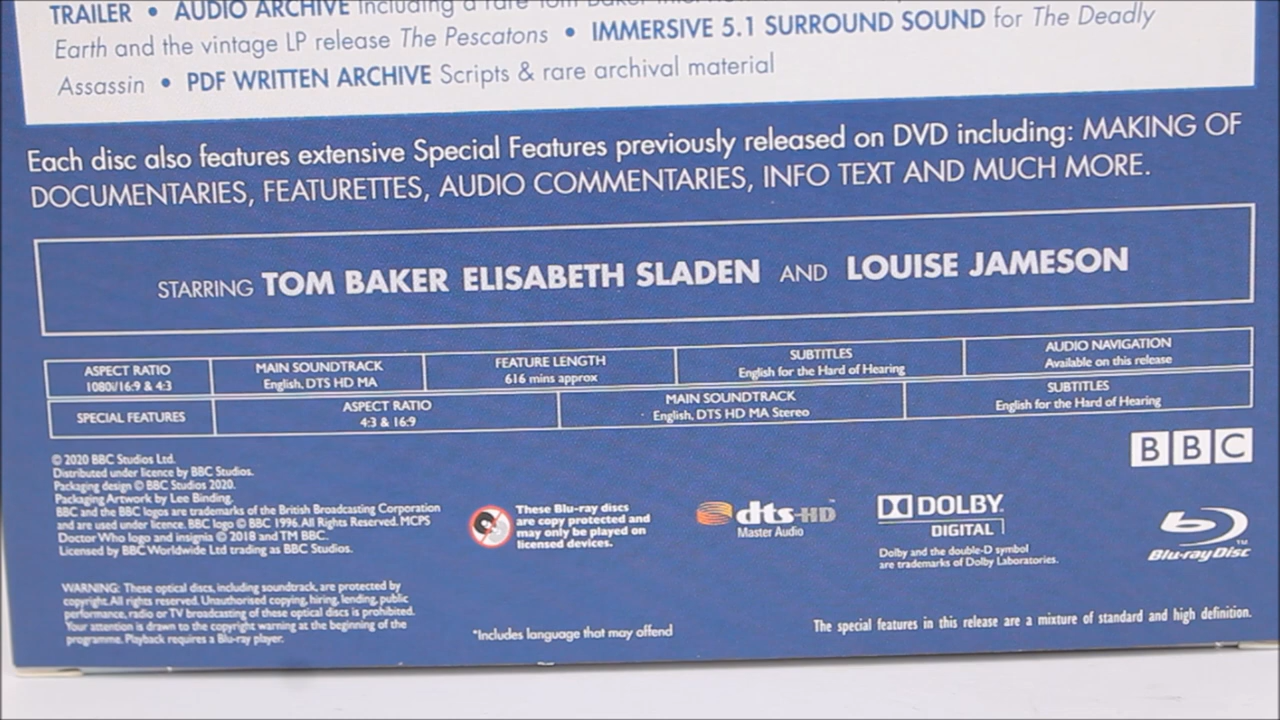 TRAILER • AUDIO ARCHIVE Including a rare Tom Baker
Earth and the vintage LP release The Pescatons • IMMERSIVE 5.1 SURROUND SOUND for The Deadly
Assassin • PDF WRITTEN ARCHIVE Scripts & rare archival material
Each disc also features extensive Special Features previously released on DVD including: MAKING OF
DOCUMENTARIES, FEATURETTES, AUDIO COMMENTARIES, INFO TEXT AND MUCH MORE.
STARRING TOM BAKER ELISABETH SLADEN AND LOUISE JAMESON
ASPECT RATIO
1080i/16:9 & 4:3
MAIN SOUNDTRACK
English, DTS HD MA
FEATURE LENGTH
616 mins approx
SUBTITLES
English for the Hard of Hearing
AUDIO NAVIGATION
Available on this release
SPECIAL FEATURES
ASPECT RATIO
4:3 & 16:9
MAIN SOUNDTRACK
English, DTS HD MA Stereo
SUBTITLES
English for the Hard of Hearing
© 2020 BBC Studios Ltd.
Distributed under licence by BBC Studios.
Packaging design © BBC Studios 2020.
Packaging Artwork by Lee Binding.
BBC and the BBC logos are trademarks of the British Broadcasting Corporation
and are used under licence. BBC logo © BBC 1996. All Rights Reserved. MCPS
Doctor Who logo and insignia © 2018 and TM BBC.
Licensed by BBC Worldwide Ltd trading as BBC Studios.
WARNING: These optical discs, including soundtrack, are protected by
copyright. All rights reserved. Unauthorised copying, hiring, lending, public
performance, radio or TV broadcasting of these optical discs is prohibited.
Your attention is drawn to the copyright warning at the beginning of the
programme. Playback requires a Blu-ray player.
These Blu-ray discs
are copy protected and
may only be played on
licensed devices.
*Includes language that may offend
dts-HD™
Master Audio
DOLBY
DIGITAL
Dolby and the double-D symbol
are trademarks of Dolby Laboratories.
BBC
Blu-ray Disc™
The special features in this release are a mixture of standard and high definition.